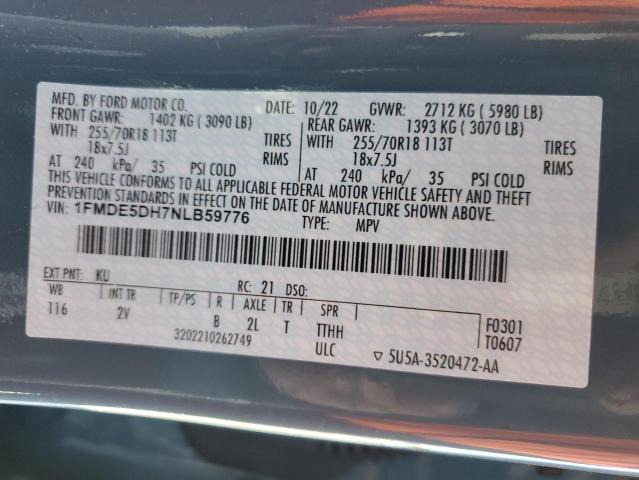 MFD. BY FORD MOTOR CO. DATE: 10/22 GVWR: 2712 KG ( 5980 LB)
FRONT GAWR: 1402 KG ( 3090 LB) REAR GAWR: 1393 KG ( 3070 LB)
WITH 255/70R18 113T TIRES WITH 255/70R18 113T TIRES
18x7.5J RIMS 18x7.5J RIMS
AT 240 kPa/ 35 PSI COLD AT 240 kPa/ 35 PSI COLD
THIS VEHICLE CONFORMS TO ALL APPLICABLE FEDERAL MOTOR VEHICLE SAFETY AND THEFT
PREVENTION STANDARDS IN EFFECT ON THE DATE OF MANUFACTURE SHOWN ABOVE.
VIN: 1FMDE5DH7NLB59776 TYPE: MPV
EXT PNT: KU RC: 21 DSO:
WB INT TR TP/PS R AXLE TR SPR
116 2V B 2L T TTHH F0301
3202210262749 ULC T0607
▽ 5U5A-3520472-AA